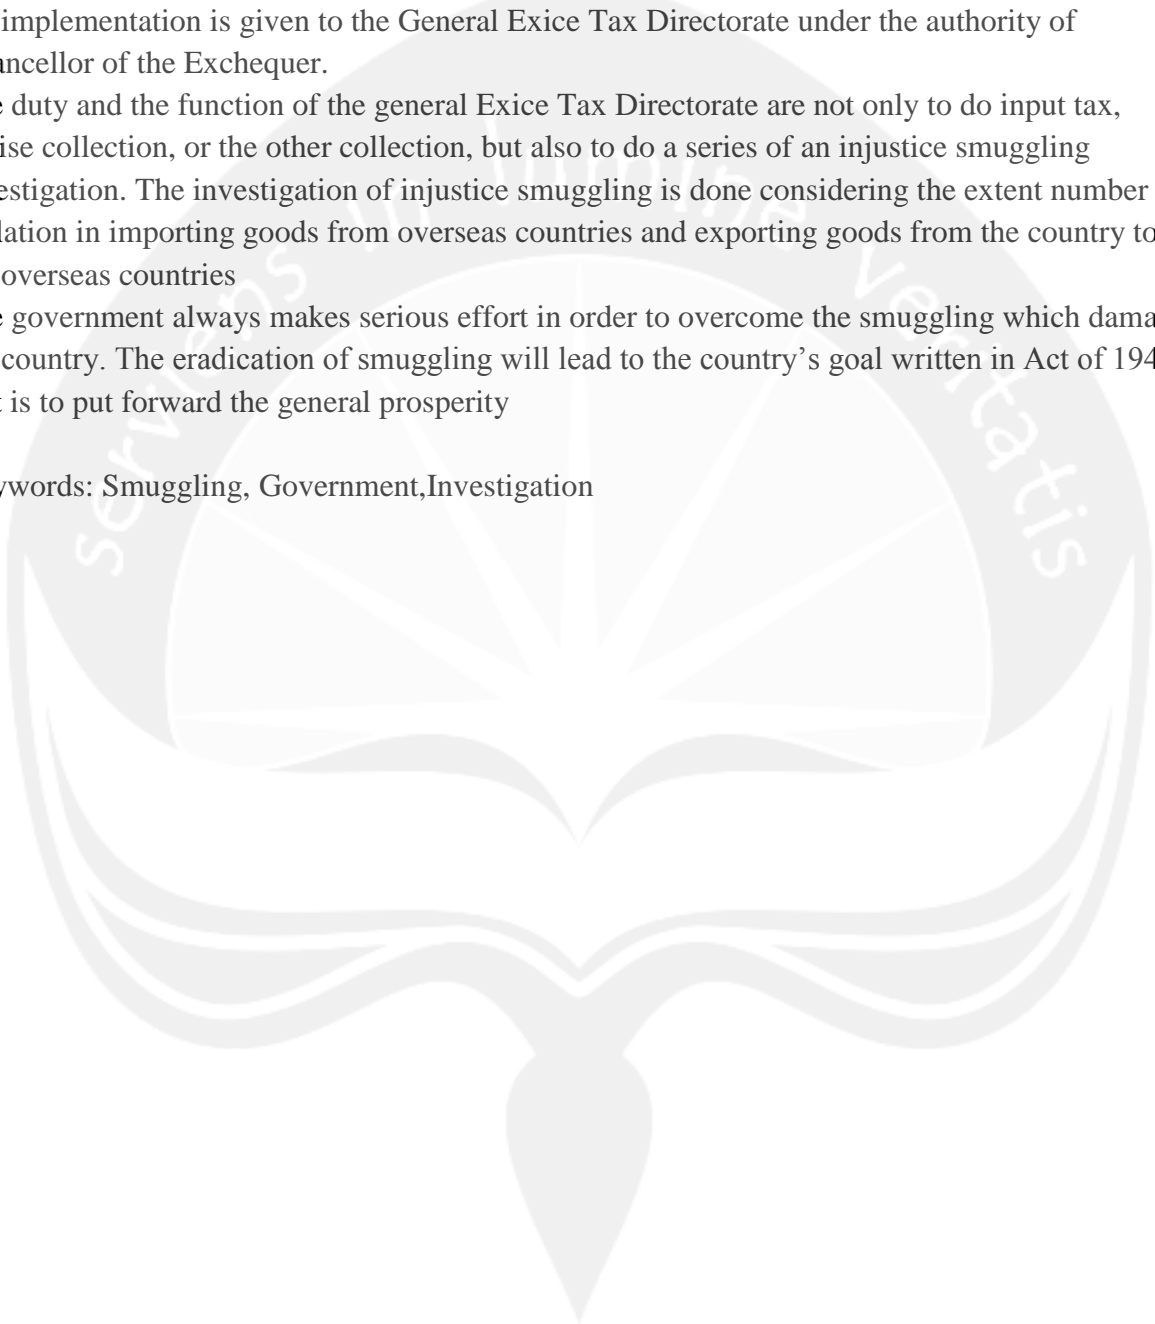 implementation is given to the General Exice Tax Directorate under the authority of
ancellor of the Exchequer.
e duty and the function of the general Exice Tax Directorate are not only to do input tax,
ise collection, or the other collection, but also to do a series of an injustice smuggling
estigation. The investigation of injustice smuggling is done considering the extent number
lation in importing goods from overseas countries and exporting goods from the country to
overseas countries
e government always makes serious effort in order to overcome the smuggling which dama
country. The eradication of smuggling will lead to the country’s goal written in Act of 194
t is to put forward the general prosperity
ywords: Smuggling, Government,Investigation
serviens in lumine veritatis